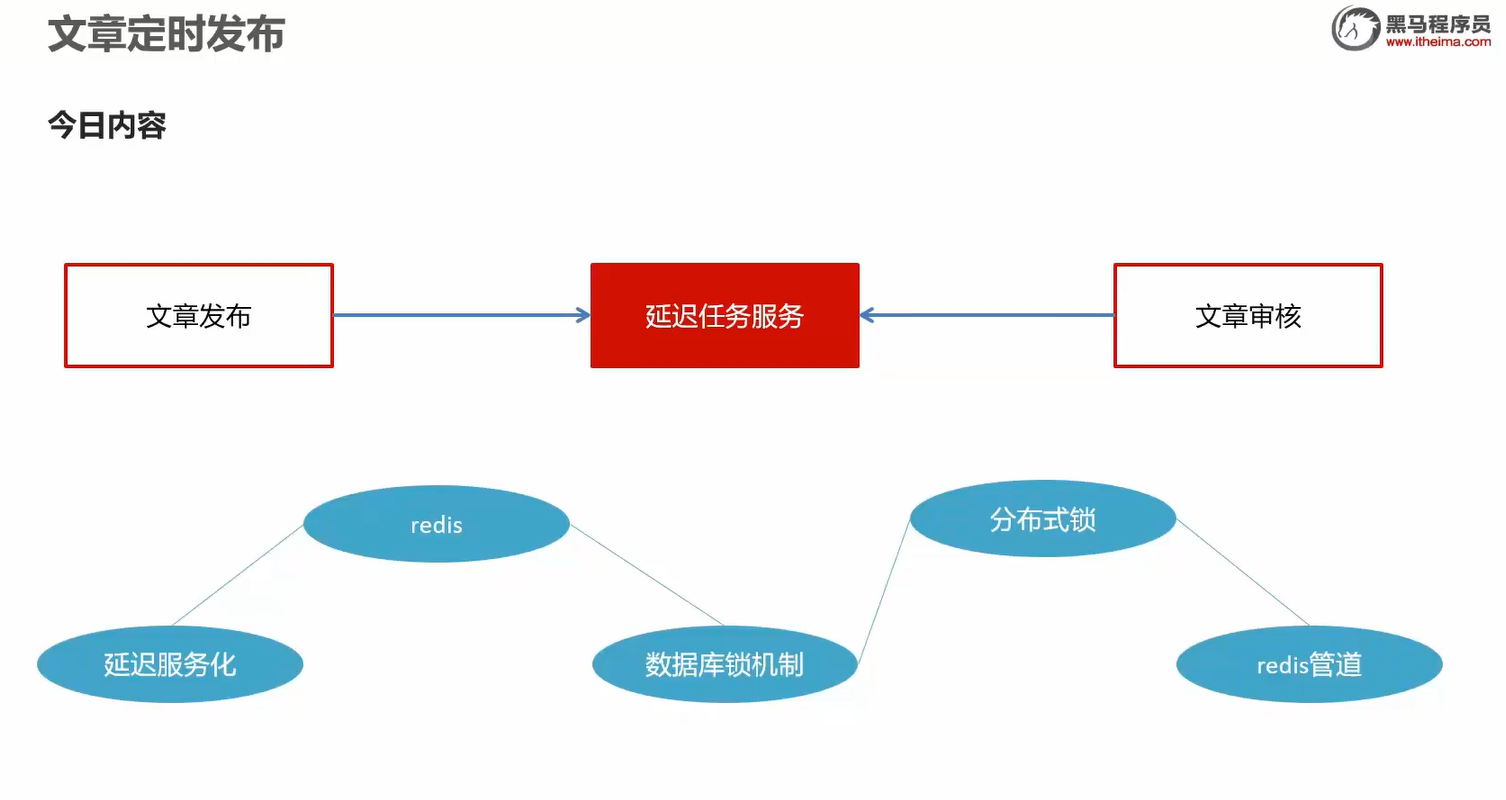 文章定时发布
黑马程序员
www.itheima.com
今日内容
文章发布
延迟任务服务
文章审核
redis
分布式锁
延迟服务化
数据库锁机制
redis管道